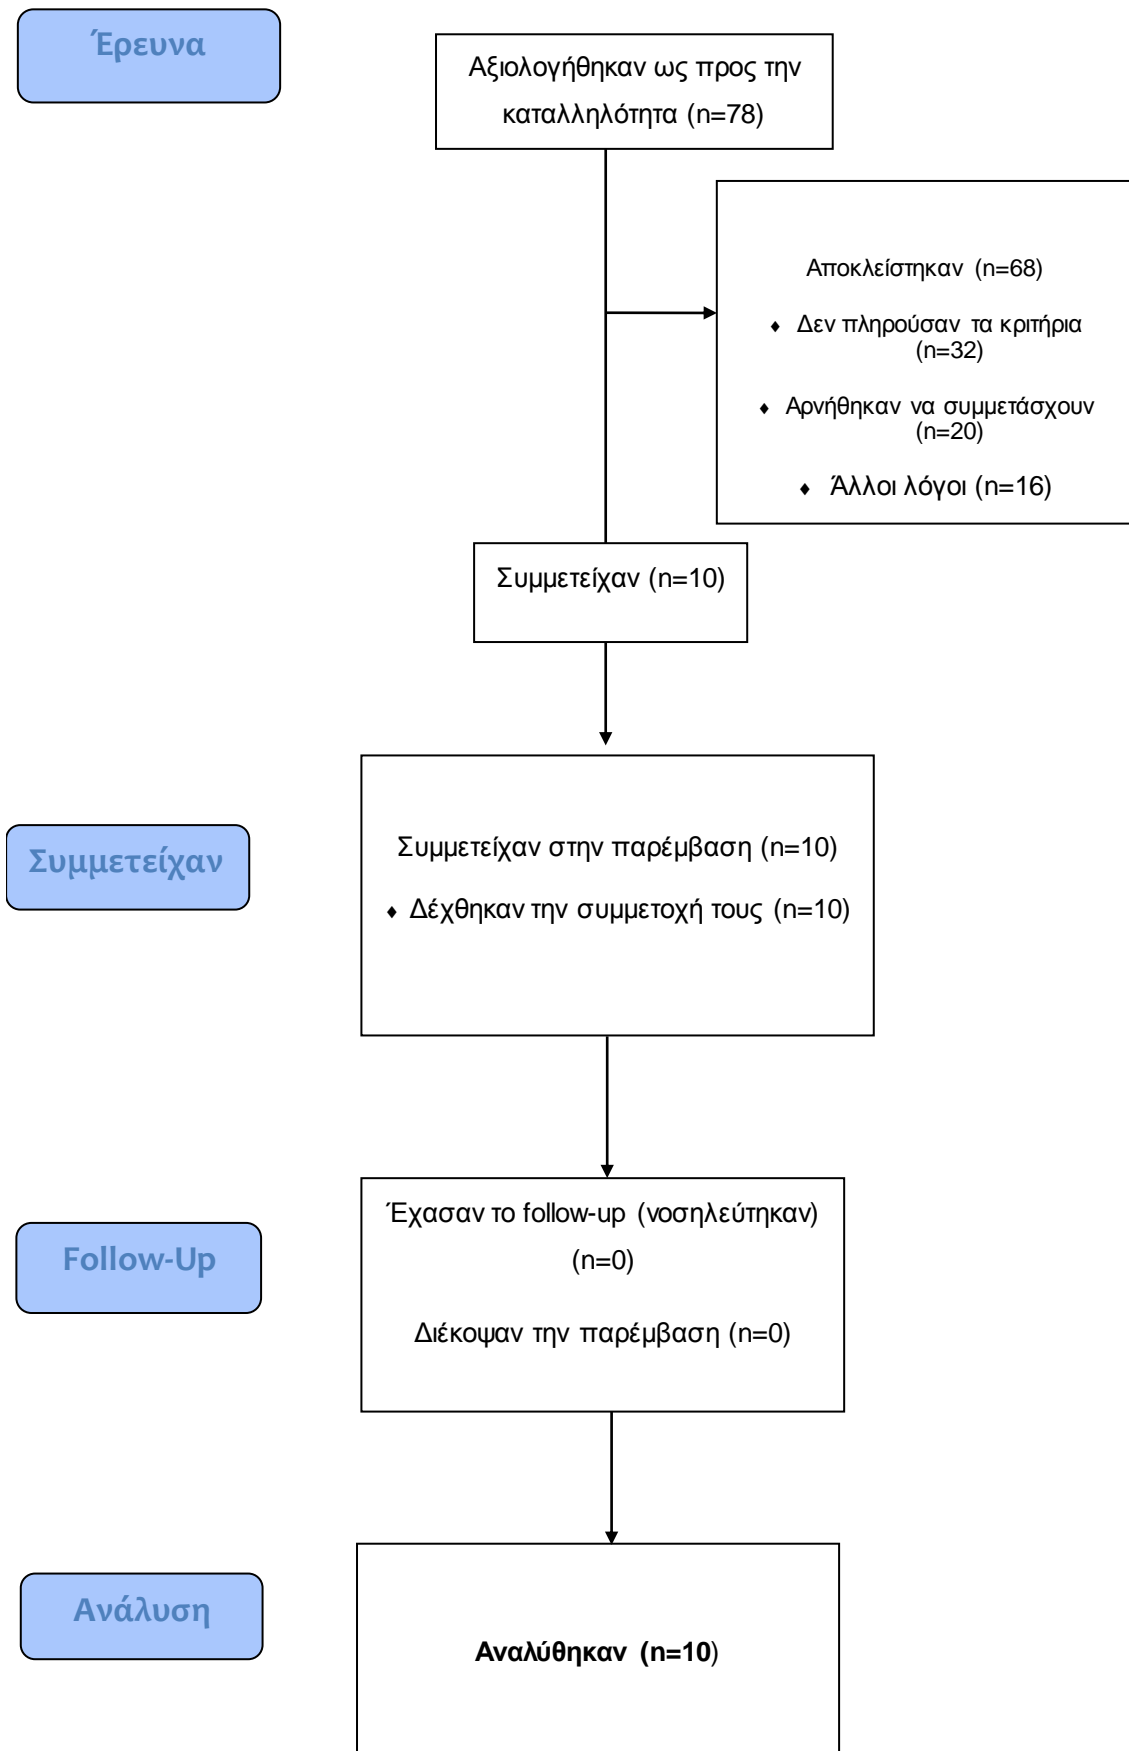 Έρευνα
Αξιολογήθηκαν ως προς την
καταλληλότητα (n=78)
Αποκλείστηκαν (n=68)
♦ Δεν πληρούσαν τα κριτήρια
(n=32)
♦ Αρνήθηκαν να συμμετάσχουν
(n=20)
♦ Άλλοι λόγοι (n=16)
Συμμετείχαν (n=10)
Συμμετείχαν
Συμμετείχαν στην παρέμβαση (n=10)
♦ Δέχθηκαν την συμμετοχή τους (n=10)
Follow-Up
Έχασαν το follow-up (νοσηλεύτηκαν)
(n=0)
Διέκοψαν την παρέμβαση (n=0)
Ανάλυση
Αναλύθηκαν (n=10)